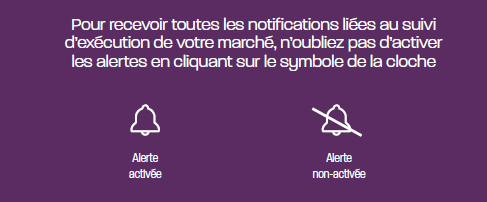 Pour recevoir toutes les notifications liées au suivi
d'exécution de votre marché, n'oubliez pas d'activer
les alertes en cliquant sur le symbole de la cloche
Alerte
activée
Alerte
non-activée